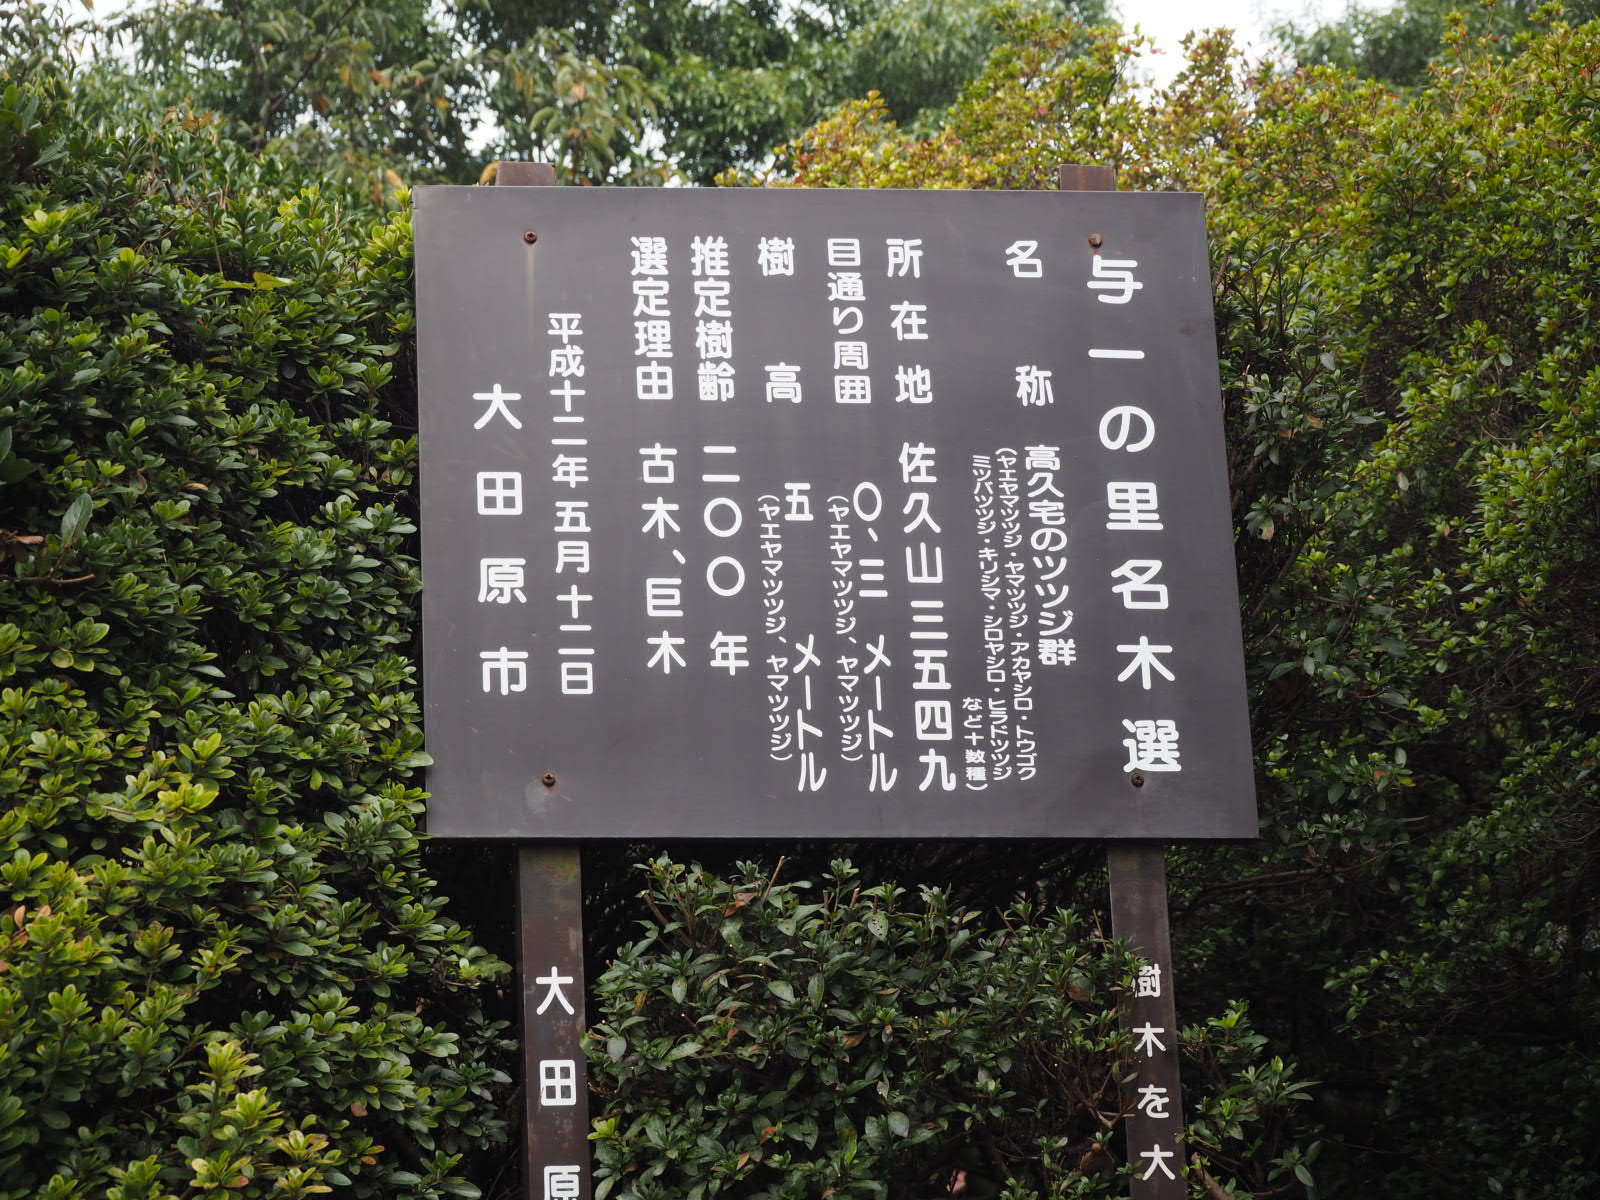 与一の里名木選
名称 高久宅のツツジ群
(ヤエヤマツツジ・ヤマツツジ・アカヤシロ・トウゴク
ミツバツツジ・キリシマ・シロヤシロ・ヒラドツツジ
など十数種)
所在地 佐久山三五四九
目通り周囲 〇、三 メートル
(ヤエヤマツツジ、ヤマツツジ)
樹高 五 メートル
(ヤエヤマツツジ、ヤマツツジ)
推定樹齢 二〇〇年
選定理由 古木、巨木
平成十二年五月十二日
大田原市
樹木を大
大田原